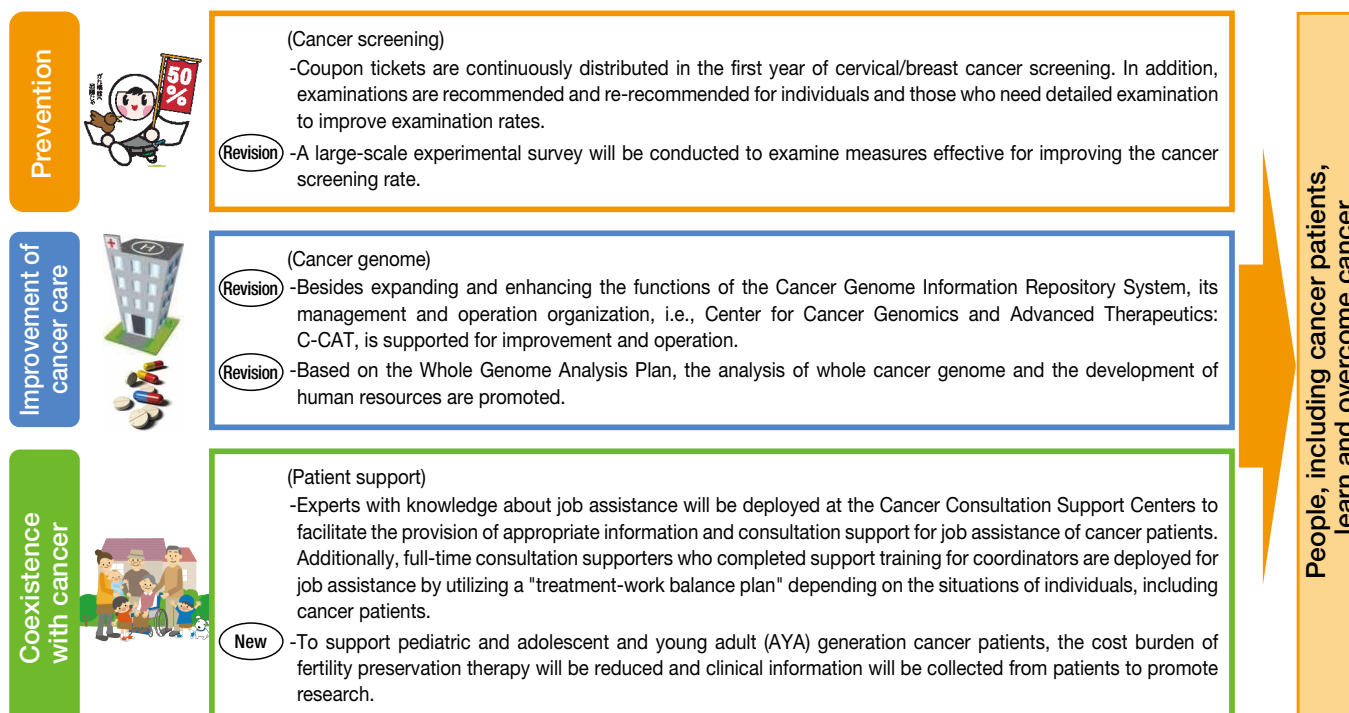 Prevention
50
%
(Cancer screening)
-Coupon tickets are continuously distributed in the first year of cervical/breast cancer screening. In addition,
examinations are recommended and re-recommended for individuals and those who need detailed examination
to improve examination rates.
Revision -A large-scale experimental survey will be conducted to examine measures effective for improving the cancer
screening rate.
Improvement of
cancer care
H
(Cancer genome)
Revision -Besides expanding and enhancing the functions of the Cancer Genome Information Repository System, its
management and operation organization, i.e., Center for Cancer Genomics and Advanced Therapeutics:
C-CAT, is supported for improvement and operation.
Revision -Based on the Whole Genome Analysis Plan, the analysis of whole cancer genome and the development of
human resources are promoted.
Coexistence
with cancer
(Patient support)
-Experts with knowledge about job assistance will be deployed at the Cancer Consultation Support Centers to
facilitate the provision of appropriate information and consultation support for job assistance of cancer patients.
Additionally, full-time consultation supporters who completed support training for coordinators are deployed for
job assistance by utilizing a "treatment-work balance plan" depending on the situations of individuals, including
cancer patients.
New -To support pediatric and adolescent and young adult (AYA) generation cancer patients, the cost burden of
fertility preservation therapy will be reduced and clinical information will be collected from patients to promote
research.
People, including cancer patients,
learn and overcome cancer